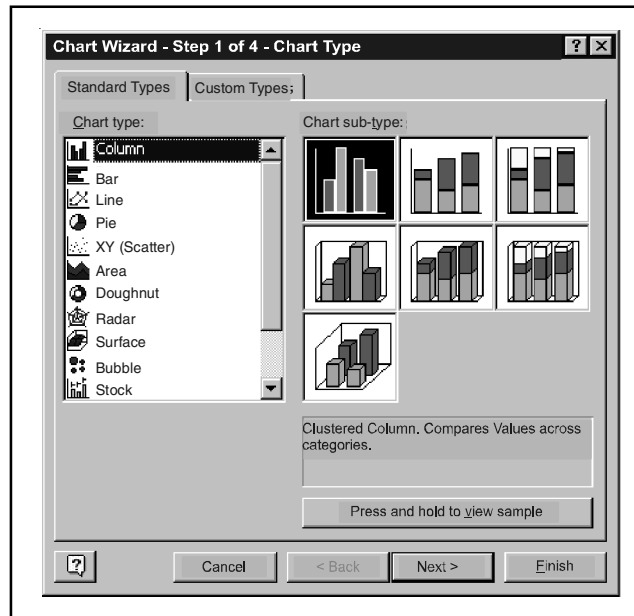 Chart Wizard - Step 1 of 4 - Chart Type
Standard Types
Custom Types;
Chart type:
Column
Bar
Line
Pie
XY (Scatter)
Area
Doughnut
Radar
Surface
Bubble
Stock
Chart sub-type:
Clustered Column. Compares Values across
categories.
Press and hold to view sample
Cancel
< Back
Next >
Finish